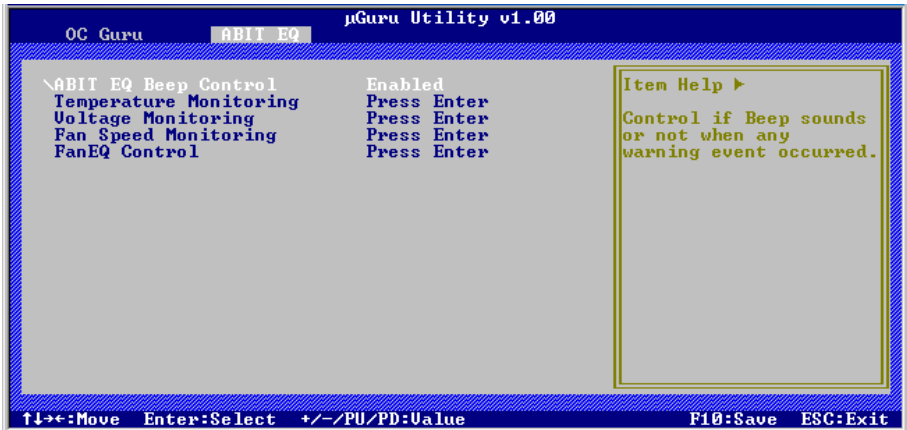 µGuru Utility v1.00
OC Guru ABIT EQ
\ABIT EQ Beep Control Enabled
Temperature Monitoring Press Enter
Voltage Monitoring Press Enter
Fan Speed Monitoring Press Enter
FanEQ Control Press Enter
Item Help ►
Control if Beep sounds
or not when any
warning event occurred.
↑↓→←:Move Enter:Select +/-/PU/PD:Value F10:Save ESC:Exit